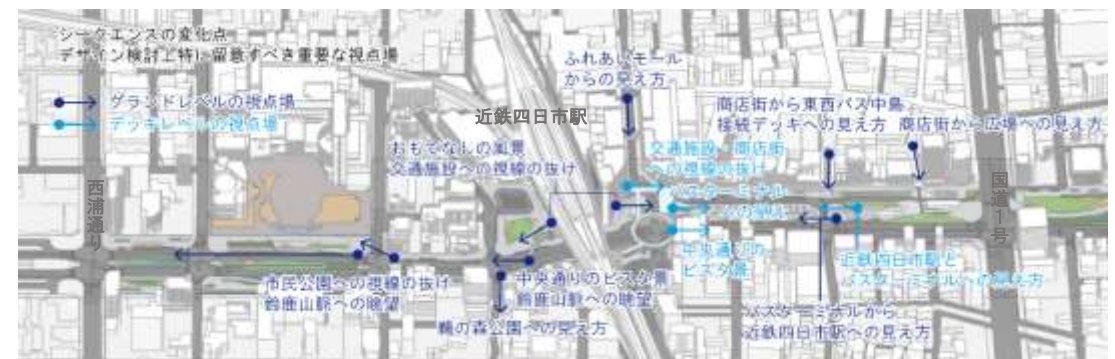 シークエンスの変化点
デザイン検討上特に留意すべき重要な視点場
グランドレベルの視点場
デッキレベルの視点場
近鉄四日市駅
ふれあいモール
からの見え方
商店街から東西バス中島
接続デッキへの見え方
商店街から広場への見え方
おもてなしの風景
交通施設への視線の抜け
交通施設、商店街
への視線の抜け
バスターミナル
への眺め
中央通りの
ビスタ景
西浦通り
国道1号
市民公園への視線の抜け
鈴鹿山脈への眺望
中央通りのビスタ景
鈴鹿山脈への眺望
鵜の森公園への見え方
近鉄四日市駅と
バスターミナルへの見え方
バスターミナルから
近鉄四日市駅への見え方